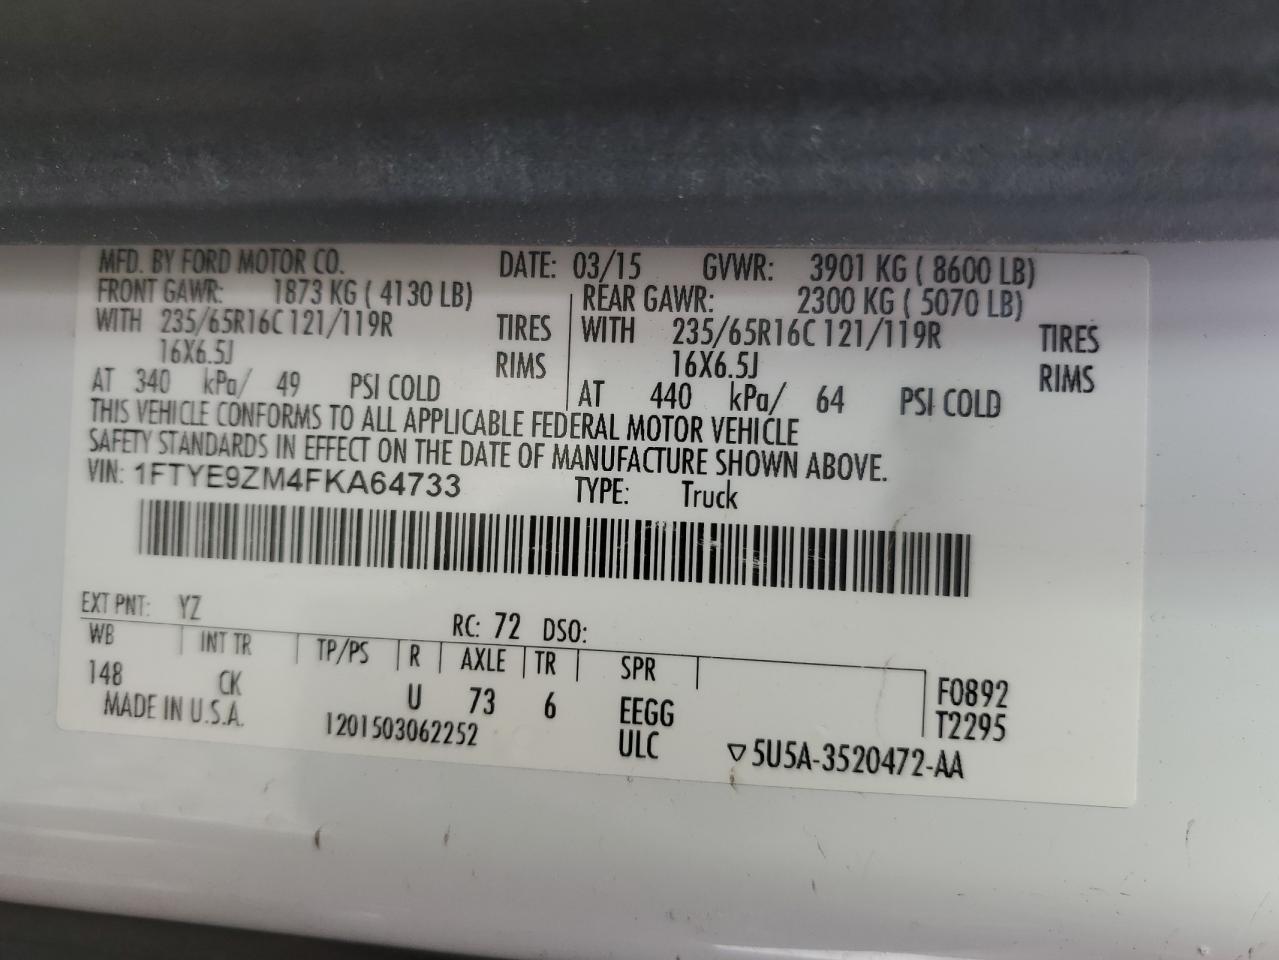 MFD. BY FORD MOTOR CO. DATE: 03/15 GVWR: 3901 KG ( 8600 LB)
FRONT GAWR: 1873 KG ( 4130 LB) REAR GAWR: 2300 KG ( 5070 LB)
WITH 235/65R16C 121/119R TIRES WITH 235/65R16C 121/119R TIRES
16X6.5J RIMS 16X6.5J RIMS
AT 340 kPa/ 49 PSI COLD AT 440 kPa/ 64 PSI COLD
THIS VEHICLE CONFORMS TO ALL APPLICABLE FEDERAL MOTOR VEHICLE
SAFETY STANDARDS IN EFFECT ON THE DATE OF MANUFACTURE SHOWN ABOVE.
VIN: 1FTYE9ZM4FKA64733 TYPE: Truck
EXT PNT: YZ RC: 72 DSO:
WB INT TR TP/PS R AXLE TR SPR
148 CK U 73 6 EEGG F0892
MADE IN U.S.A. 1201503062252 ULC T2295
▽5U5A-3520472-AA